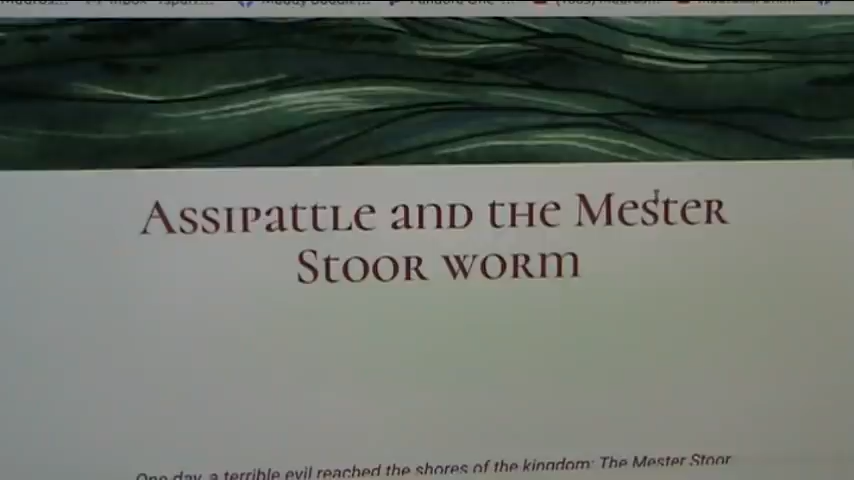 Assipattle and the Mester
Stoor worm
One day, a terrible evil reached the shores of the kingdom: The Mester Stoor